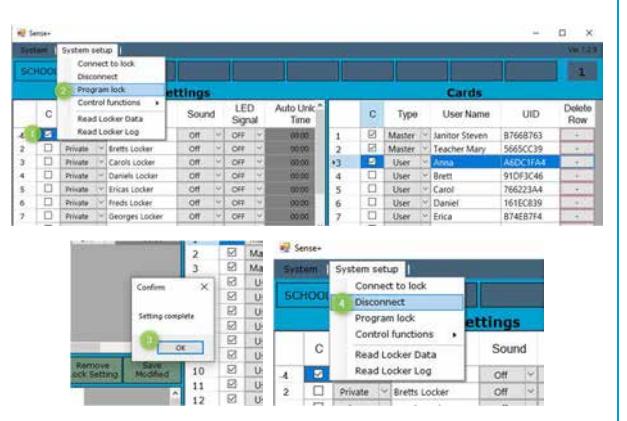 Sense+
System | System setup |
Ver 1.2.9
SCHOOL
1
Connect to lock
Disconnect
2 Program lock
Control functions
Read Locker Data
Read Locker Log
ettings
Cards
C Sound LED Signal Auto Unlc Time
C Type User Name UID Delete Row
1 Off OFF 00:00
2 Private Bretts Locker Off OFF 00:00
3 Private Carols Locker Off OFF 00:00
4 Private Daniels Locker Off OFF 00:00
5 Private Ericas Locker Off OFF 00:00
6 Private Freds Locker Off OFF 00:00
7 Private Georges Locker Off OFF 00:00
1 Master Janitor Steven B7668763 -
2 Master Teacher Mary 5665CC39 -
3 User Anna A6DC1FA4 -
4 User Brett 91DF3C46 -
5 User Carol 766223A4 -
6 User Daniel 161EC839 -
7 User Erica B74EB7F4 -
Confirm X
Setting complete
3
OK
Remove
ock Setting
Save
Modified
2 Ma
3 Ma
10 U
11 U
12 U
Sense+
System | System setup |
SCHOOL
Connect to lock
4 Disconnect
Program lock
Control functions
Read Locker Data
Read Locker Log
ettings
C Sound
Off
2 Private Bretts Locker Off